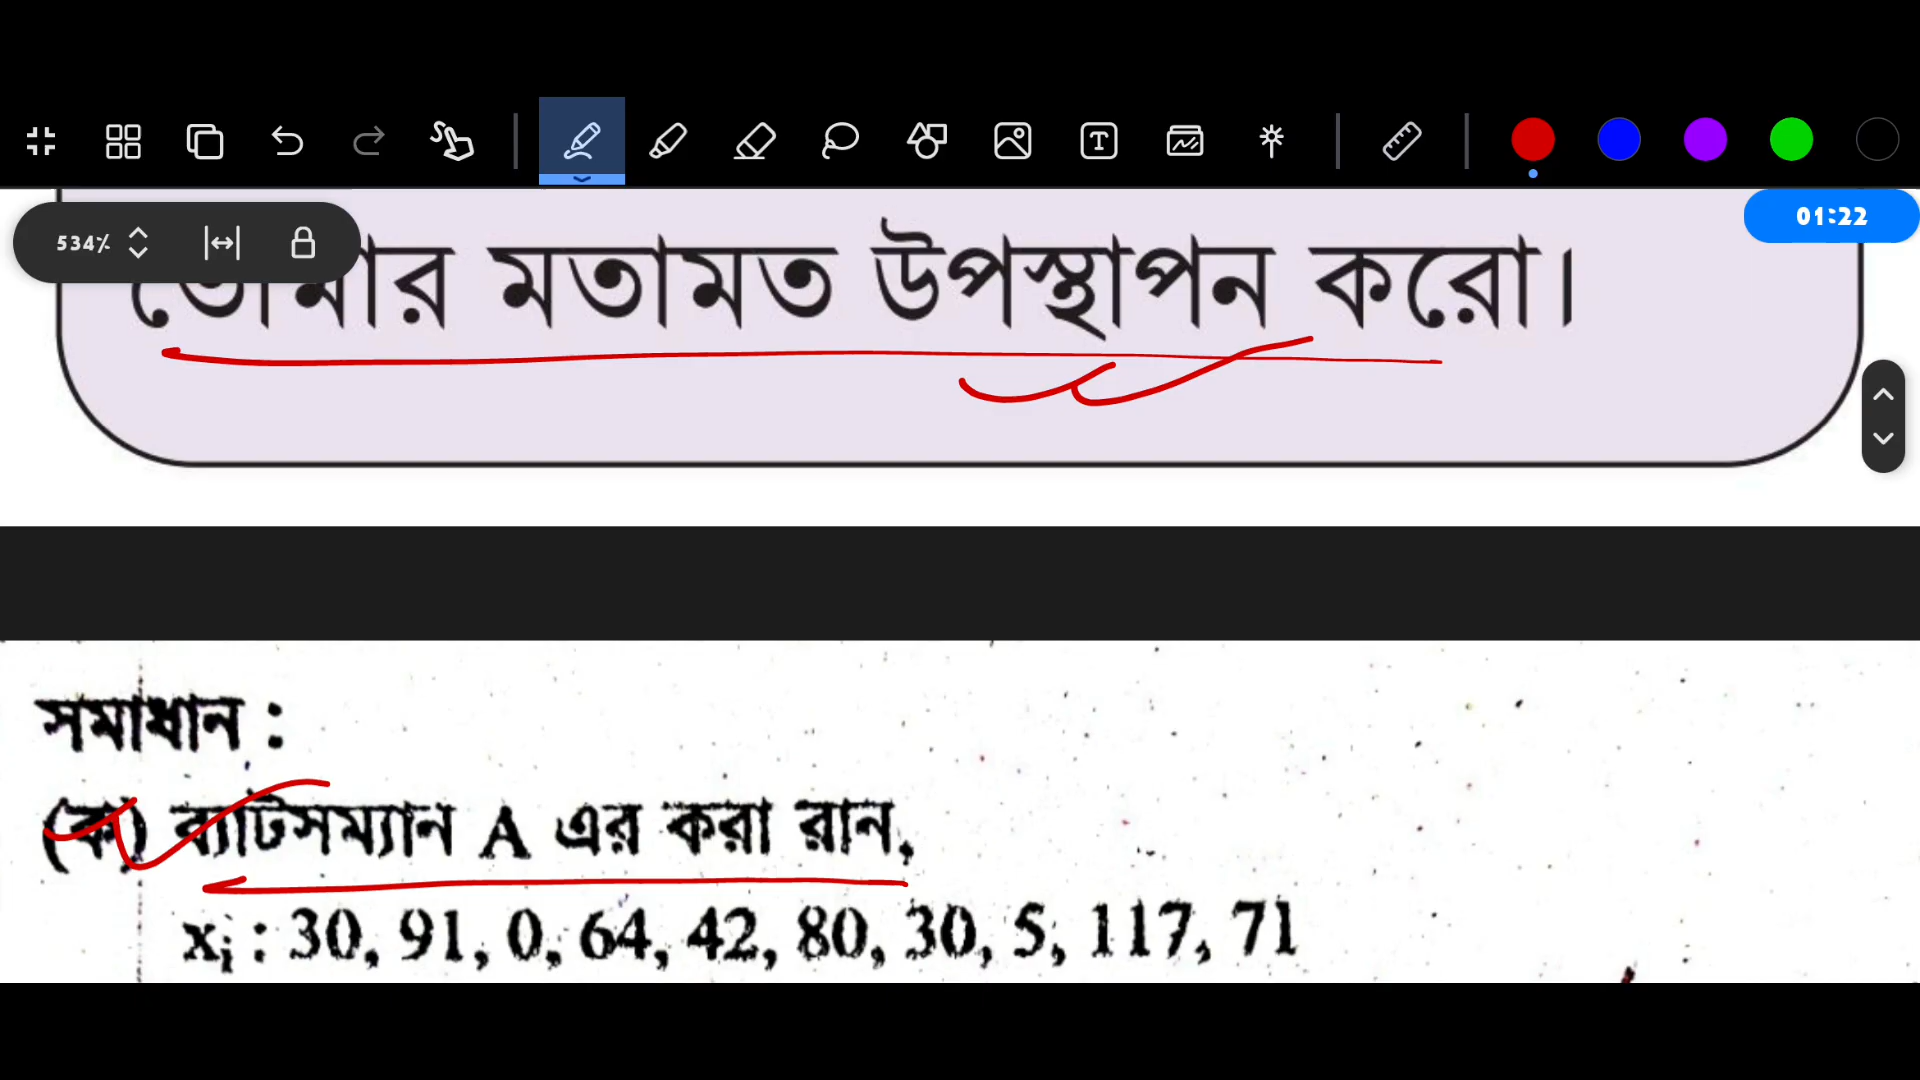 534%
01:22
তোমার মতামত উপস্থাপন করো।
সমাধান :
(ক) ব্যাটসম্যান A এর করা রান,
xi : 30, 91, 0, 64, 42, 80, 30, 5, 117, 71